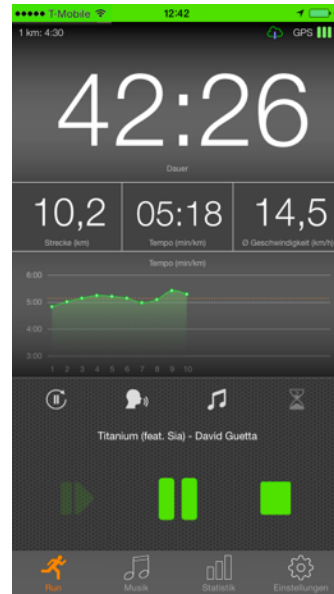 T-Mobile 12:42
1 km: 4:30 GPS
42:26
Dauer
10,2 05:18 14,5
Strecke (km) Tempo (min/km) Ø Geschwindigkeit (km/h)
Tempo (min/km)
6:00
5:00
4:00
3:00
1 2 3 4 5 6 7 8 9 10
Titanium (feat. Sia) - David Guetta
Run Musik Statistik Einstellungen